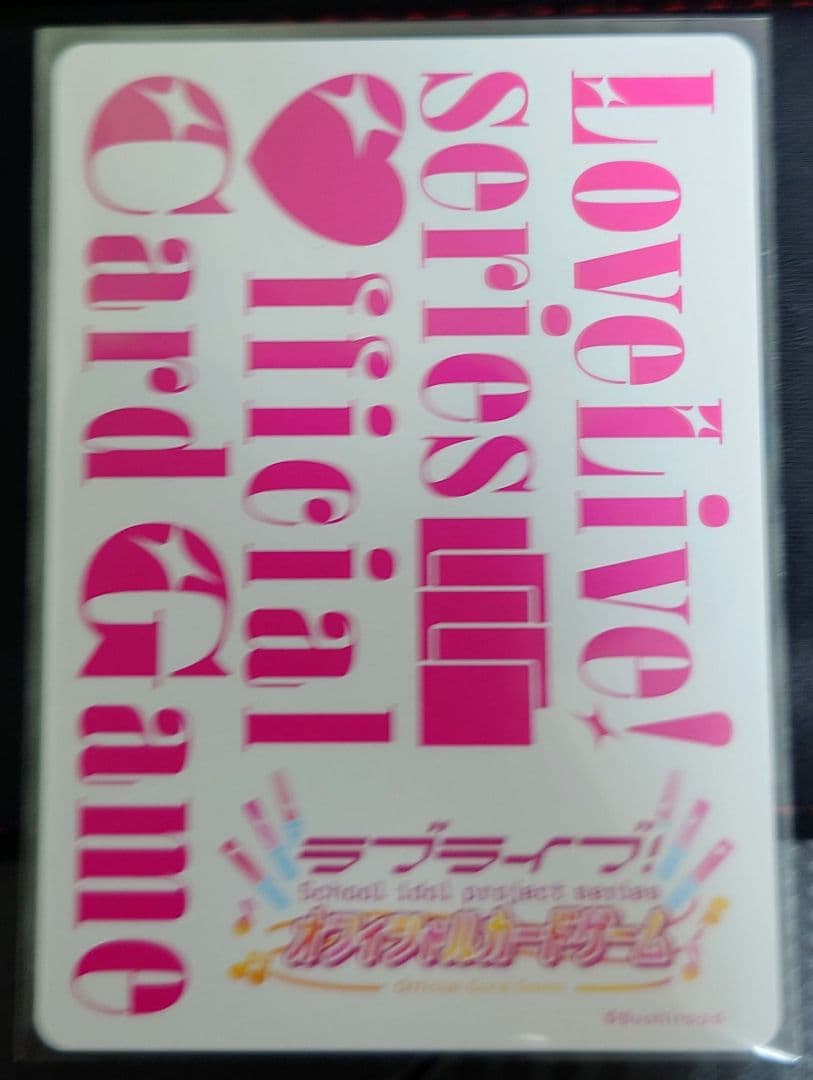 LoveLive!
series
Official
Card Game
ラブライブ!
School idol project series
オフィシャルカードゲーム
Official Card Game
©Bushiroad